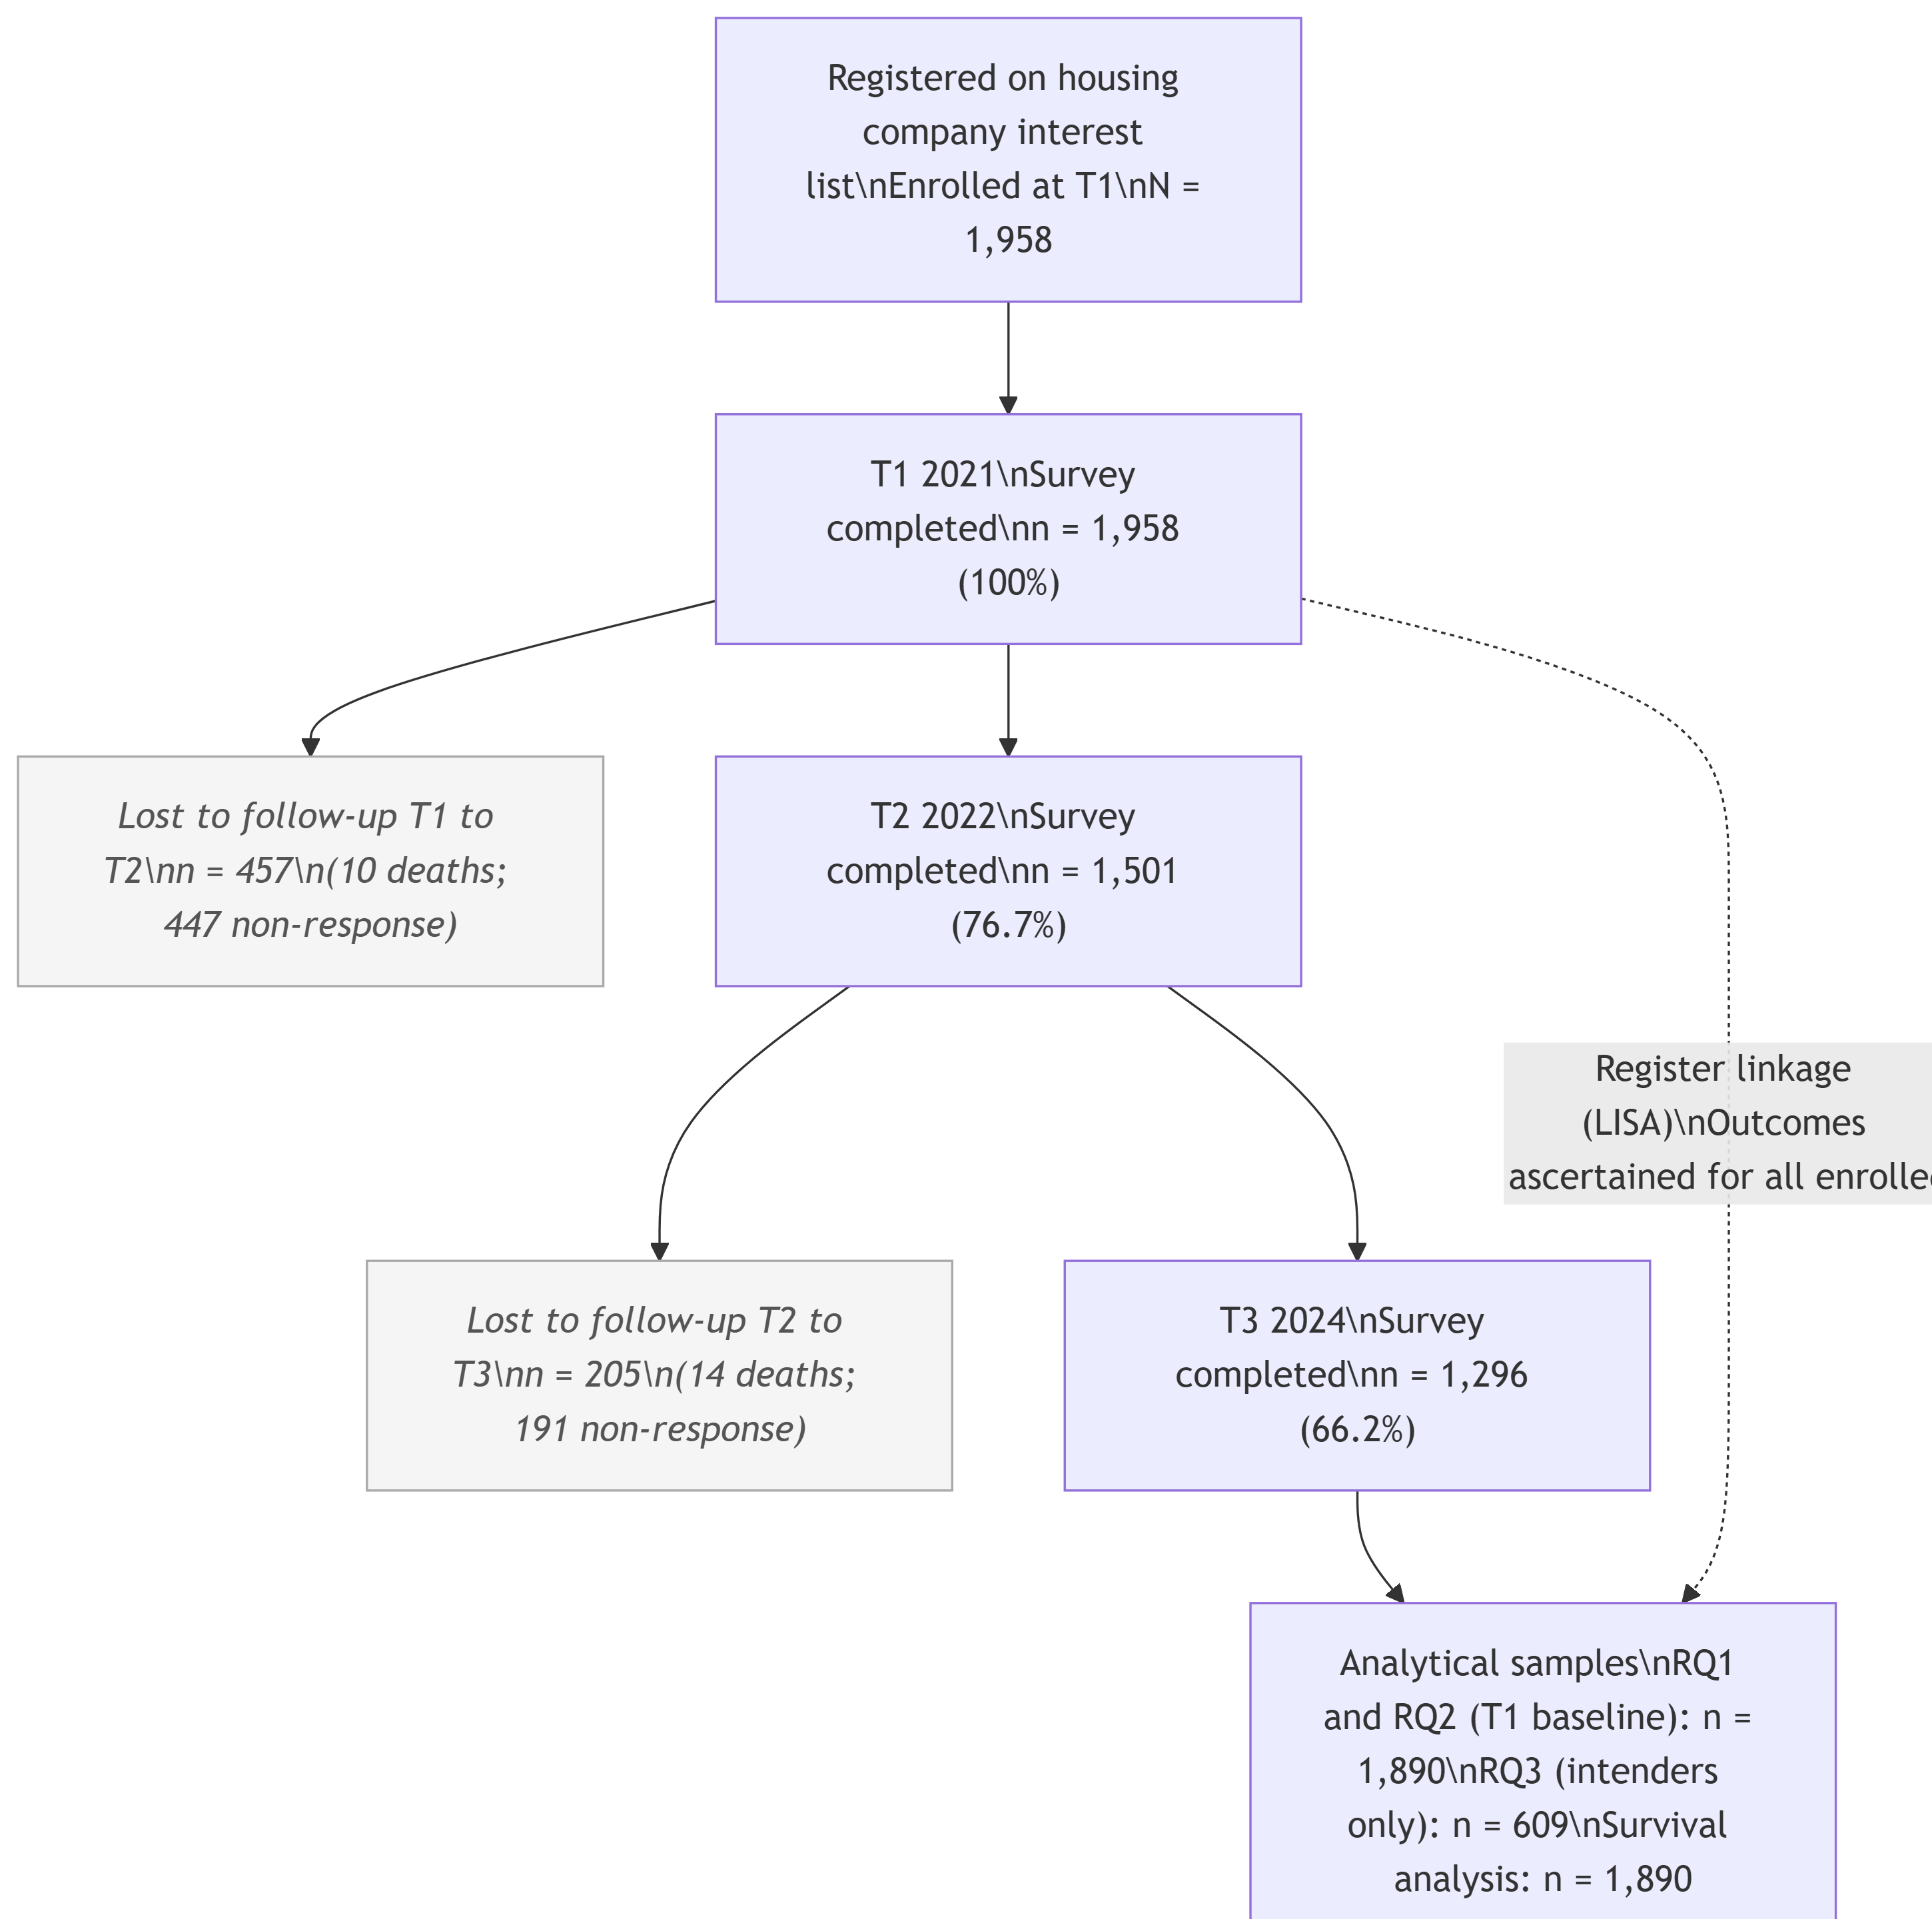 Registered on housing
company interest
list\nEnrolled at T1\nN =
1,958
T1 2021\nSurvey
completed\nn = 1,958
(100%)
Lost to follow-up T1 to
T2\nn = 457\n(10 deaths;
447 non-response)
T2 2022\nSurvey
completed\nn = 1,501
(76.7%)
Register linkage
(LISA)\nOutcomes
ascertained for all
Lost to follow-up T2 to
T3\nn = 205\n(14 deaths;
191 non-response)
T3 2024\nSurvey
completed\nn = 1,296
(66.2%)
Analytical samples\nRQ1
and RQ2 (T1 baseline): n =
1,890\nRQ3 (intenders
only): n = 609\nSurvival
analysis: n = 1,890